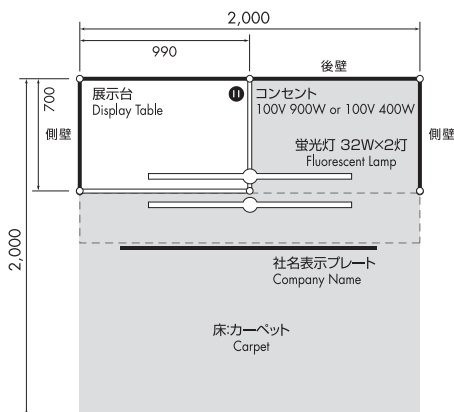 2,000
990
後壁
700
側壁
展示台
Display Table
コンセント
100V 900W or 100V 400W
蛍光灯 32W×2灯
Fluorescent Lamp
側壁
2,000
社名表示プレート
Company Name
床:カーペット
Carpet